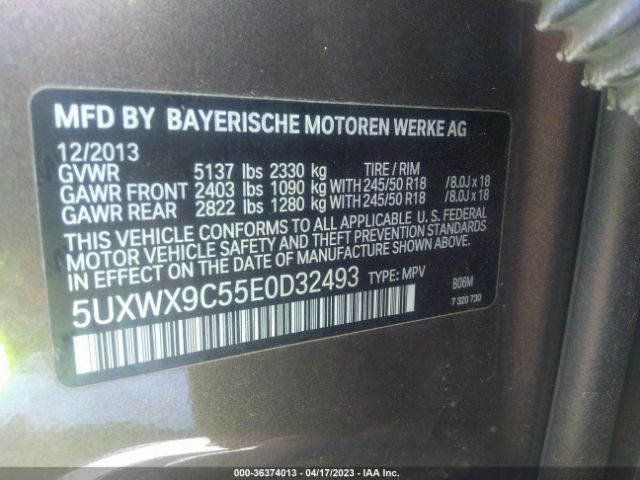 MFD BY BAYERISCHE MOTOREN WERKE AG
12/2013
GVWR 5137 lbs 2330 kg TIRE / RIM
GAWR FRONT 2403 lbs 1090 kg WITH 245/50 R18 /8.0J x 18
GAWR REAR 2822 lbs 1280 kg WITH 245/50 R18 /8.0J x 18
THIS VEHICLE CONFORMS TO ALL APPLICABLE U. S. FEDERAL
MOTOR VEHICLE SAFETY AND THEFT PREVENTION STANDARDS
IN EFFECT ON THE DATE OF MANUFACTURE SHOWN ABOVE.
5UXWX9C55E0D32493 TYPE: MPV B06M
7 320 730
000-36374013 - 04/17/2023 - IAA Inc.